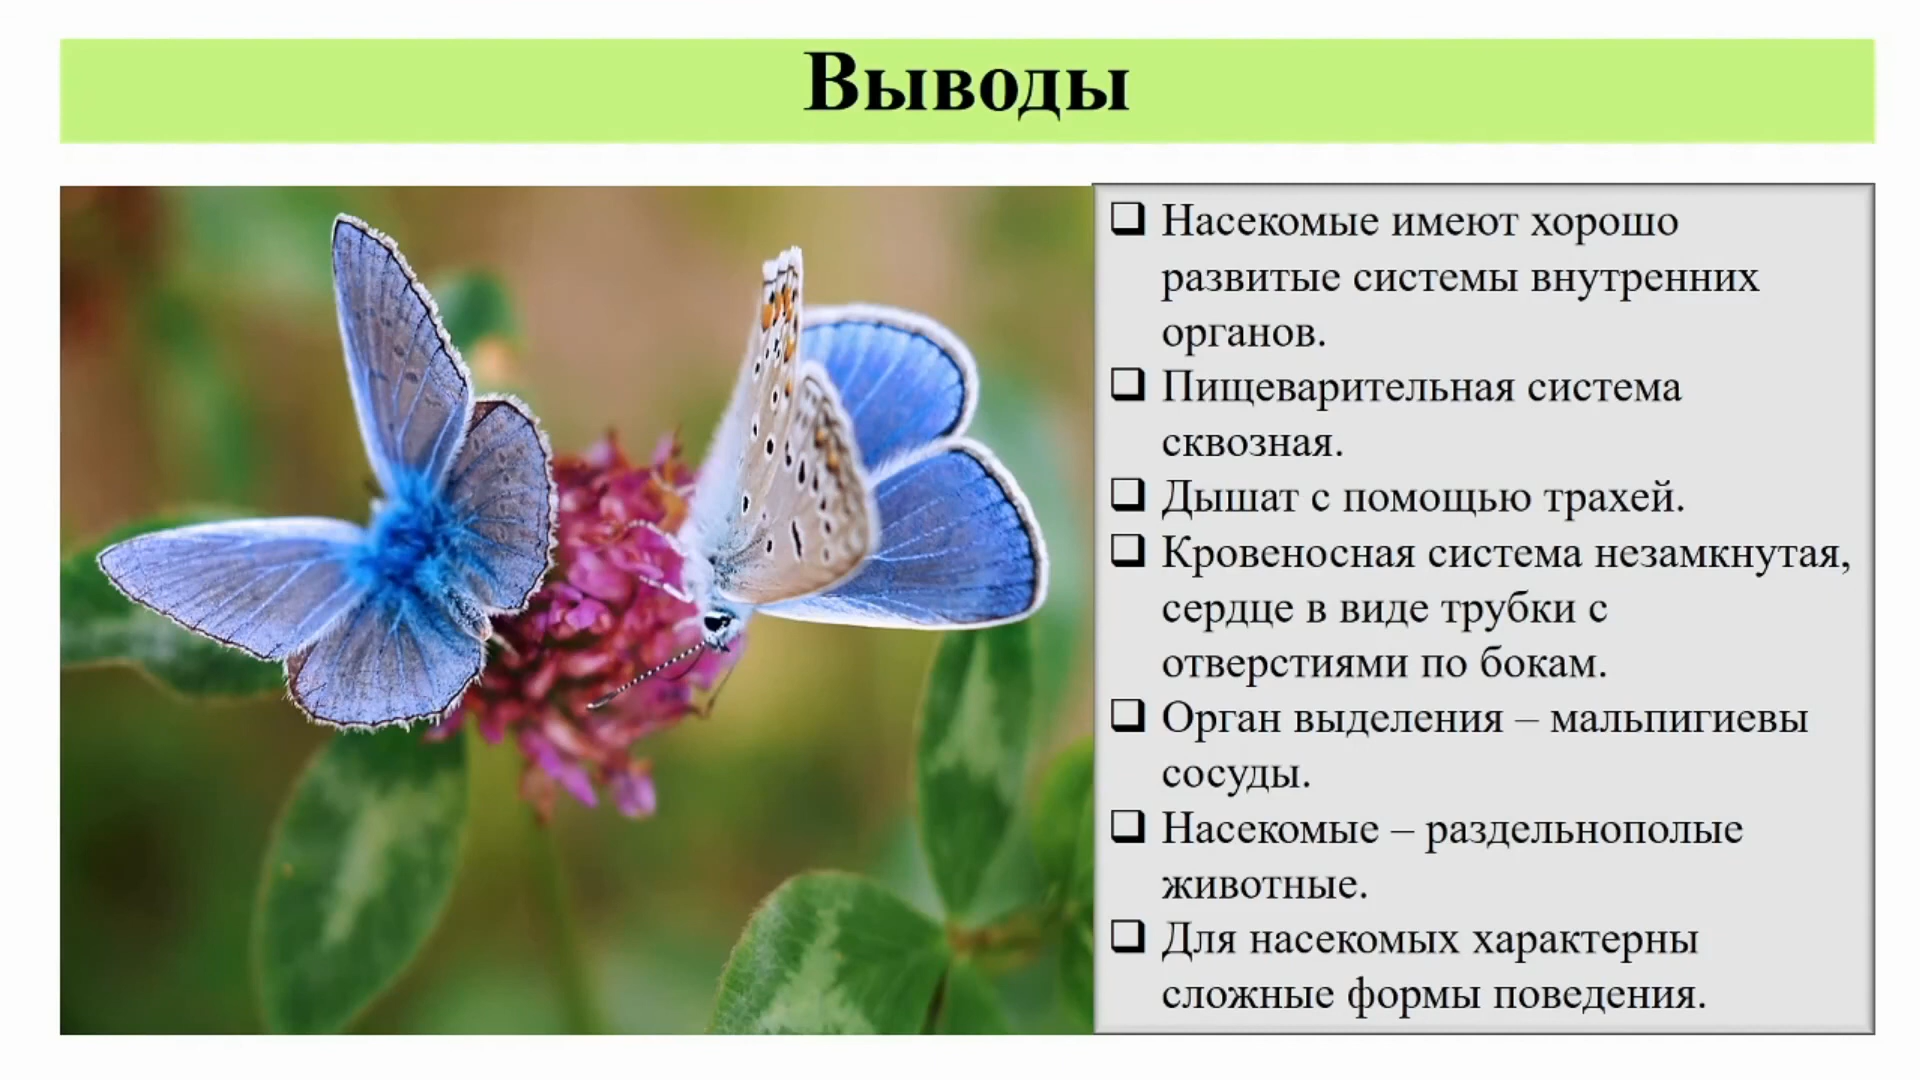 Выводы
❑ Насекомые имеют хорошо
развитые системы внутренних
органов.
❑ Пищеварительная система
сквозная.
❑ Дышат с помощью трахей.
❑ Кровеносная система незамкнутая,
сердце в виде трубки с
отверстиями по бокам.
❑ Орган выделения – мальпигиевы
сосуды.
❑ Насекомые – раздельнополые
животные.
❑ Для насекомых характерны
сложные формы поведения.